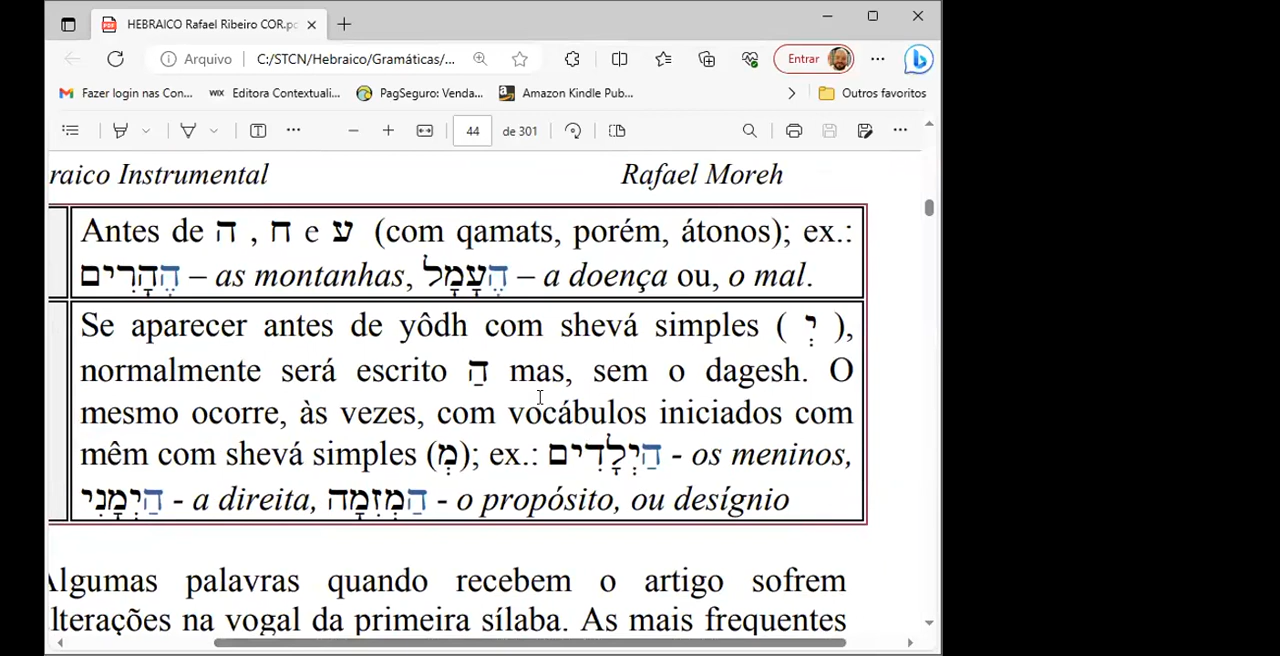 HEBRAICO Rafael Ribeiro COR.pc
Arquivo C:/STCN/Hebraico/Gramáticas/... Entrar
Fazer login nas Con... WIX Editora Contextuali... PagSeguro: Venda... Amazon Kindle Pub... Outros favoritos
44 de 301
raico Instrumental Rafael Moreh
Antes de ה , ח e ע (com qamats, porém, átonos); ex.:
הֶהָרִים – as montanhas, הֶעָמָל – a doença ou, o mal.
Se aparecer antes de yôdh com shevá simples ( יְ ),
normalmente será escrito הַ mas, sem o dagesh. O
mesmo ocorre, às vezes, com vocábulos iniciados com
mêm com shevá simples (מְ); ex.: הַיְלָדִים - os meninos,
הַיְמָנִי - a direita, הַמְזִמָּה - o propósito, ou desígnio
Algumas palavras quando recebem o artigo sofrem
lterações na vogal da primeira sílaba. As mais frequentes